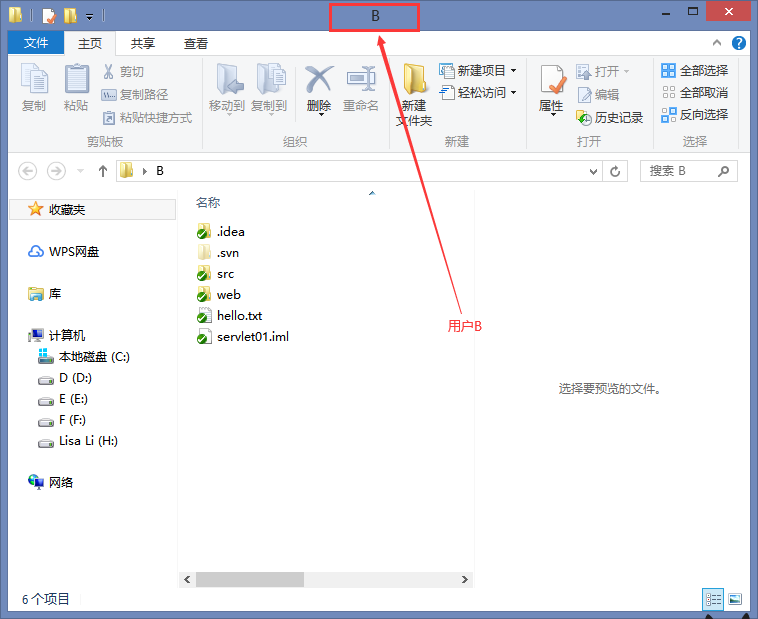 B
文件 主页 共享 查看
复制
粘贴
剪切
复制路径
粘贴快捷方式
剪贴板
移动到 复制到
删除 重命名
组织
新建
文件夹
新建项目
轻松访问
新建
属性
打开
编辑
历史记录
打开
全部选择
全部取消
反向选择
选择
B
搜索 B
收藏夹
WPS网盘
库
计算机
本地磁盘 (C:)
D (D:)
E (E:)
F (F:)
Lisa Li (H:)
网络
名称
.idea
.svn
src
web
hello.txt
servlet01.iml
用户B
选择要预览的文件。
6 个项目